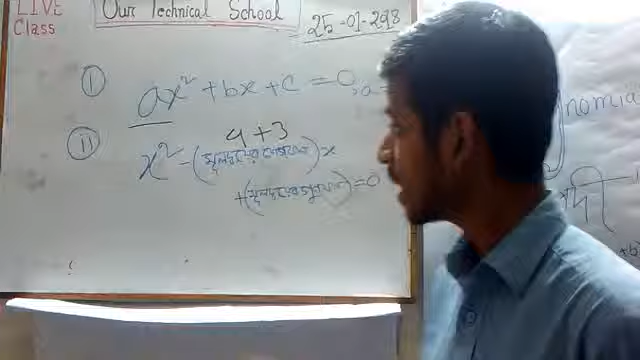 LIVE Our Technical School
Class 25-01-298
(i) ax² + bx + c = 0, a
4 + 3
(ii) x² - (মূলদ্বয়ের যোগফল) x
+ (মূলদ্বয়ের গুণফল) = 0
nomia
দী
+b